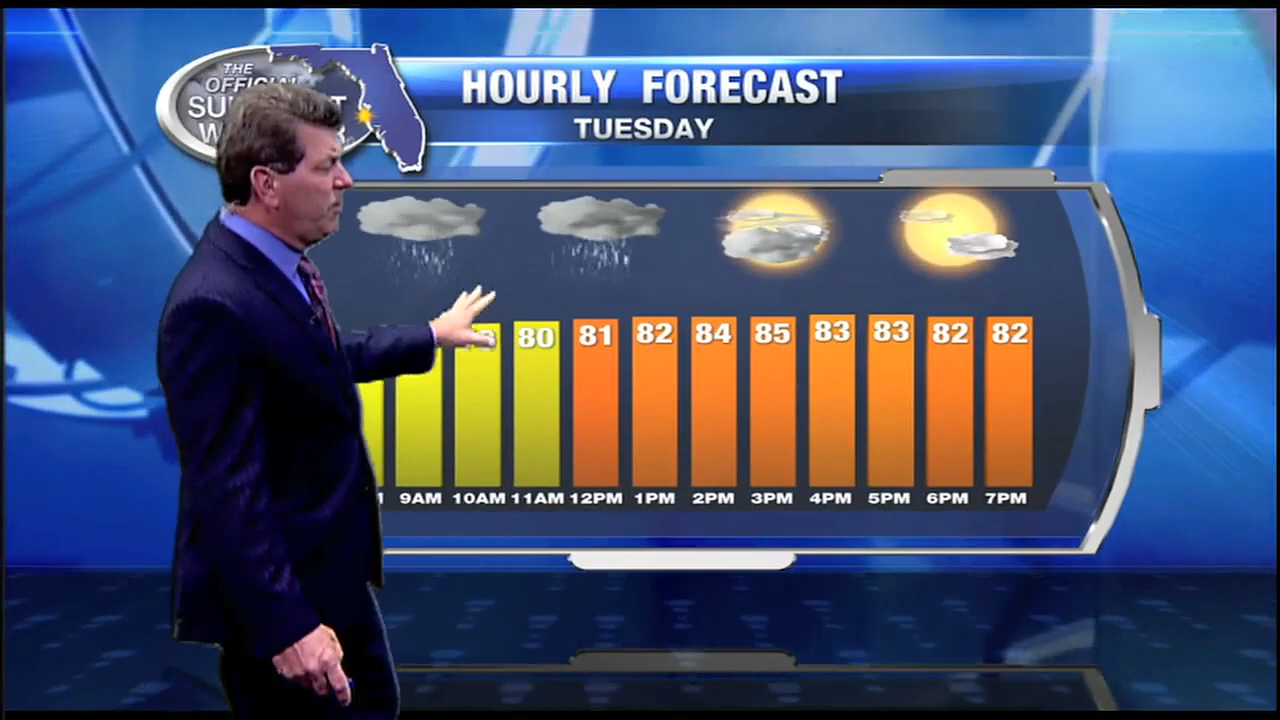 THE
OFFICIAL
HOURLY FORECAST
TUESDAY
80 81 82 84 85 83 83 82 82
9AM 10AM 11AM 12PM 1PM 2PM 3PM 4PM 5PM 6PM 7PM